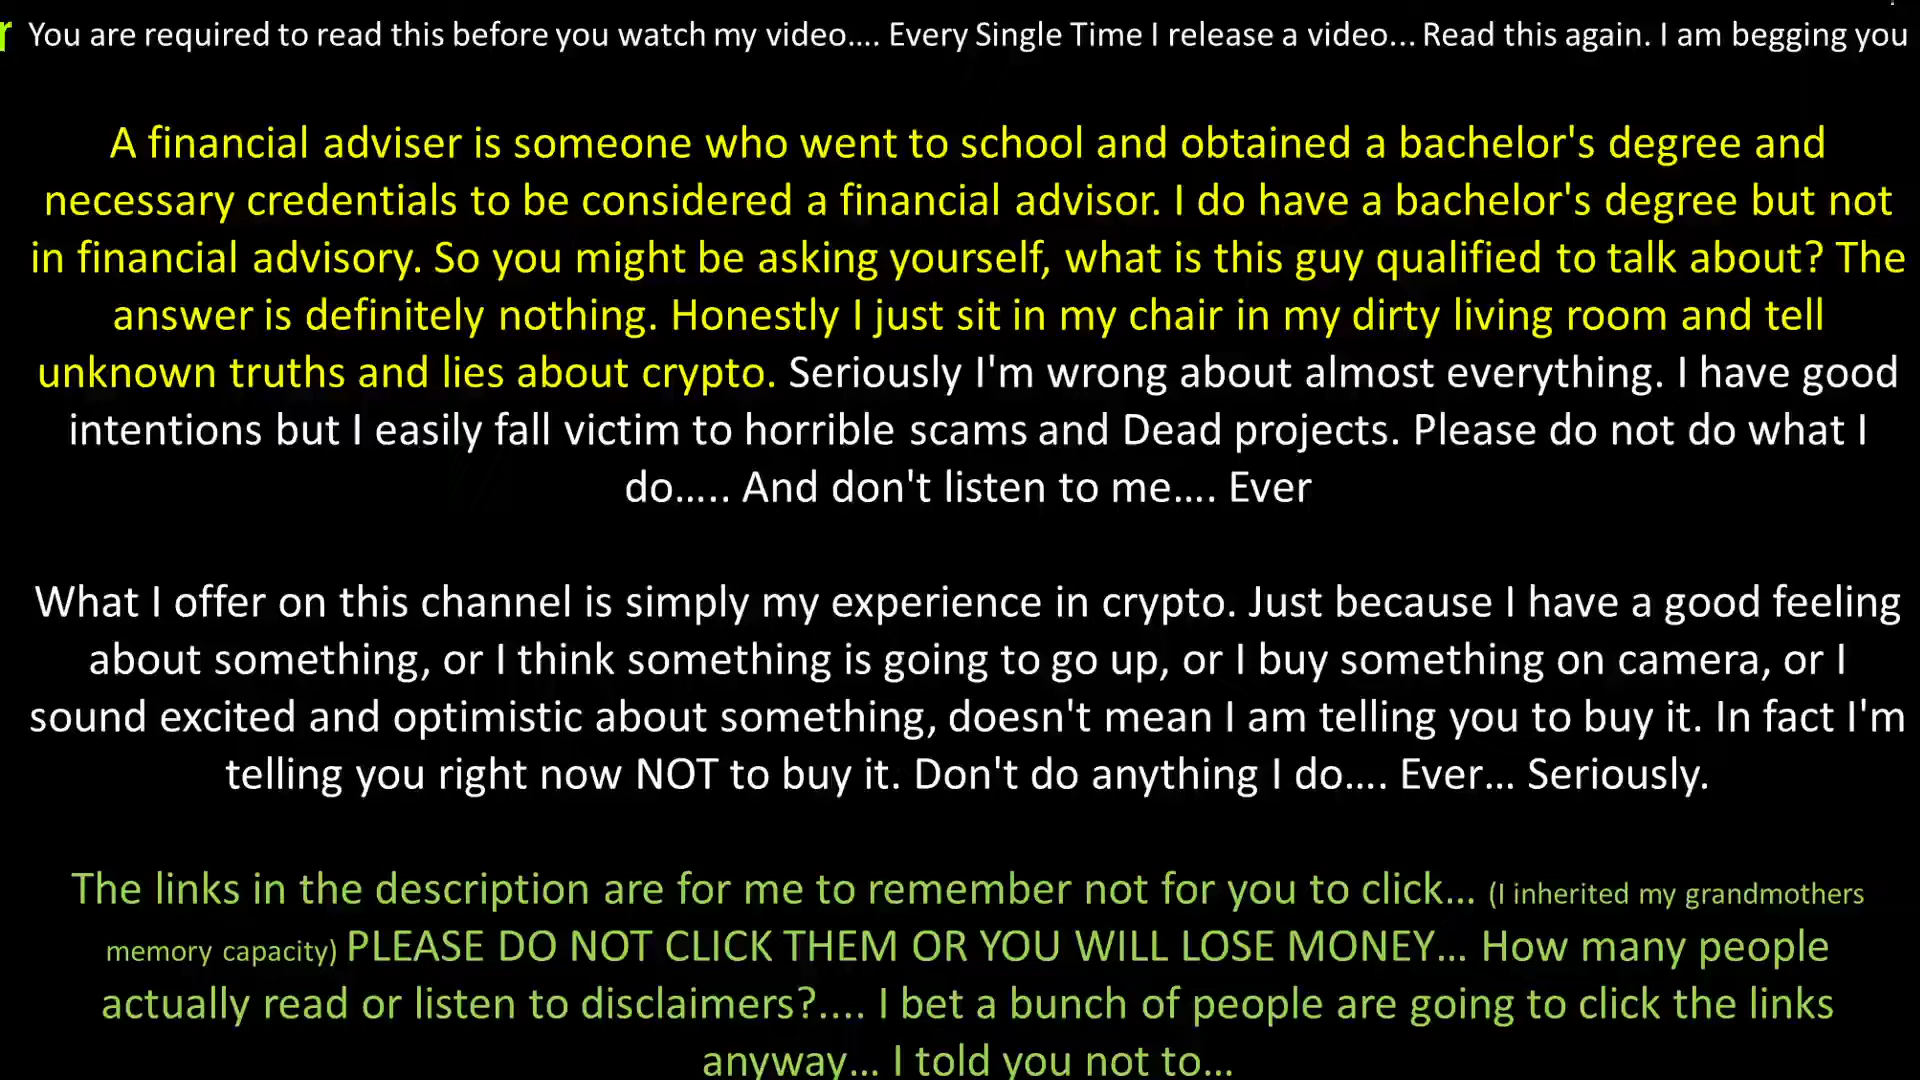 r You are required to read this before you watch my video.... Every Single Time I release a video... Read this again. I am begging you
A financial adviser is someone who went to school and obtained a bachelor's degree and
necessary credentials to be considered a financial advisor. I do have a bachelor's degree but not
in financial advisory. So you might be asking yourself, what is this guy qualified to talk about? The
answer is definitely nothing. Honestly I just sit in my chair in my dirty living room and tell
unknown truths and lies about crypto. Seriously I'm wrong about almost everything. I have good
intentions but I easily fall victim to horrible scams and Dead projects. Please do not do what I
do..... And don't listen to me.... Ever
What I offer on this channel is simply my experience in crypto. Just because I have a good feeling
about something, or I think something is going to go up, or I buy something on camera, or I
sound excited and optimistic about something, doesn't mean I am telling you to buy it. In fact I'm
telling you right now NOT to buy it. Don't do anything I do.... Ever... Seriously.
The links in the description are for me to remember not for you to click... (I inherited my grandmothers
memory capacity) PLEASE DO NOT CLICK THEM OR YOU WILL LOSE MONEY... How many people
actually read or listen to disclaimers?.... I bet a bunch of people are going to click the links
anyway... I told you not to...